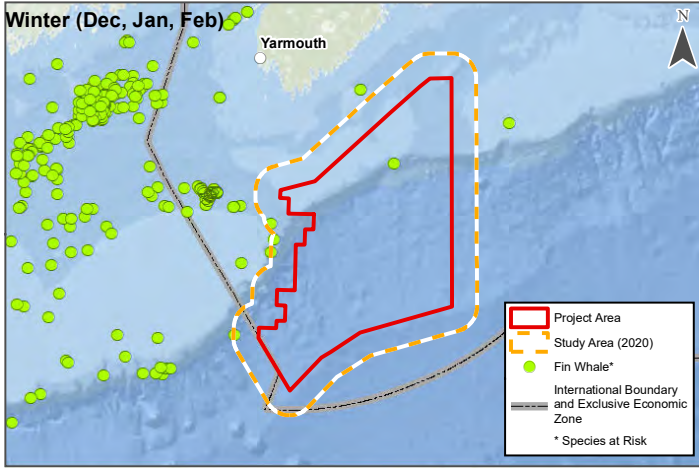 Winter (Dec, Jan, Feb)
Yarmouth
N
Project Area
Study Area (2020)
Fin Whale*
International Boundary
and Exclusive Economic
Zone
* Species at Risk